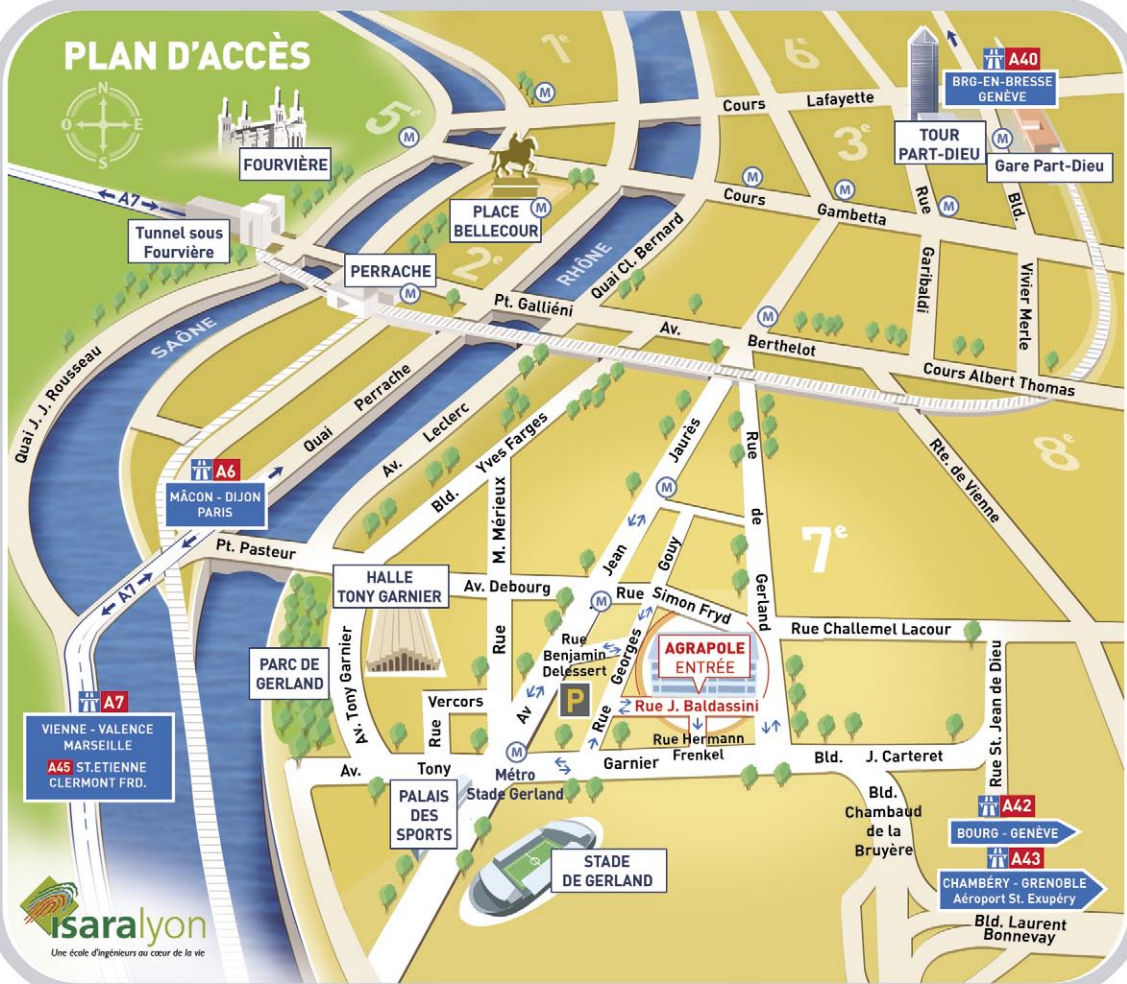 PLAN D'ACCÈS
N
O
E
S
FOURVIÈRE
5e
1e
6e
A40
BRG-EN-BRESSE
GENÈVE
M
Cours
Lafayette
M
3e
TOUR
PART-DIEU
M
Gare Part-Dieu
A7
Tunnel sous
Fourvière
PLACE
BELLECOUR
M
M
Cours
M
Gambetta
Rue
M
Bld.
PERRACHE
M
2e
RHÔNE
Quai Cl. Bernard
Garibaldi
Vivier Merle
Pt. Galliéni
Av.
M
Berthelot
Cours Albert Thomas
SAÔNE
Quai J. J. Rousseau
Quai
Perrache
Av.
Leclerc
Bld.
Yves Farges
Jean
Jaurès
M
Rue
de
Gerland
Rte. de Vienne
8e
7e
A6
MÂCON - DIJON
PARIS
Pt. Pasteur
A7
HALLE
TONY GARNIER
Rue
M. Mérieux
Av. Debourg
M
Rue
Simon Fryd
Rue
Georges
Gouy
Rue
Benjamin
Delessert
Rue Challemel Lacour
Rue St. Jean de Dieu
PARC DE
GERLAND
Av. Tony Garnier
AGRAPOLE
ENTRÉE
Rue J. Baldassini
P
Av
Rue
Vercors
Rue Hermann
Frenkel
A7
VIENNE - VALENCE
MARSEILLE
A45 ST.ETIENNE
CLERMONT FRD.
Av.
Tony
M
Métro
Stade Gerland
Garnier
Bld.
J. Carteret
PALAIS
DES
SPORTS
Bld.
Chambaud
de la
Bruyère
A42
BOURG - GENÈVE
STADE
DE GERLAND
A43
CHAMBÉRY - GRENOBLE
Aéroport St. Exupéry
Bld. Laurent
Bonnevay
isaralyon
Une école d'ingénieurs au cœur de la vie